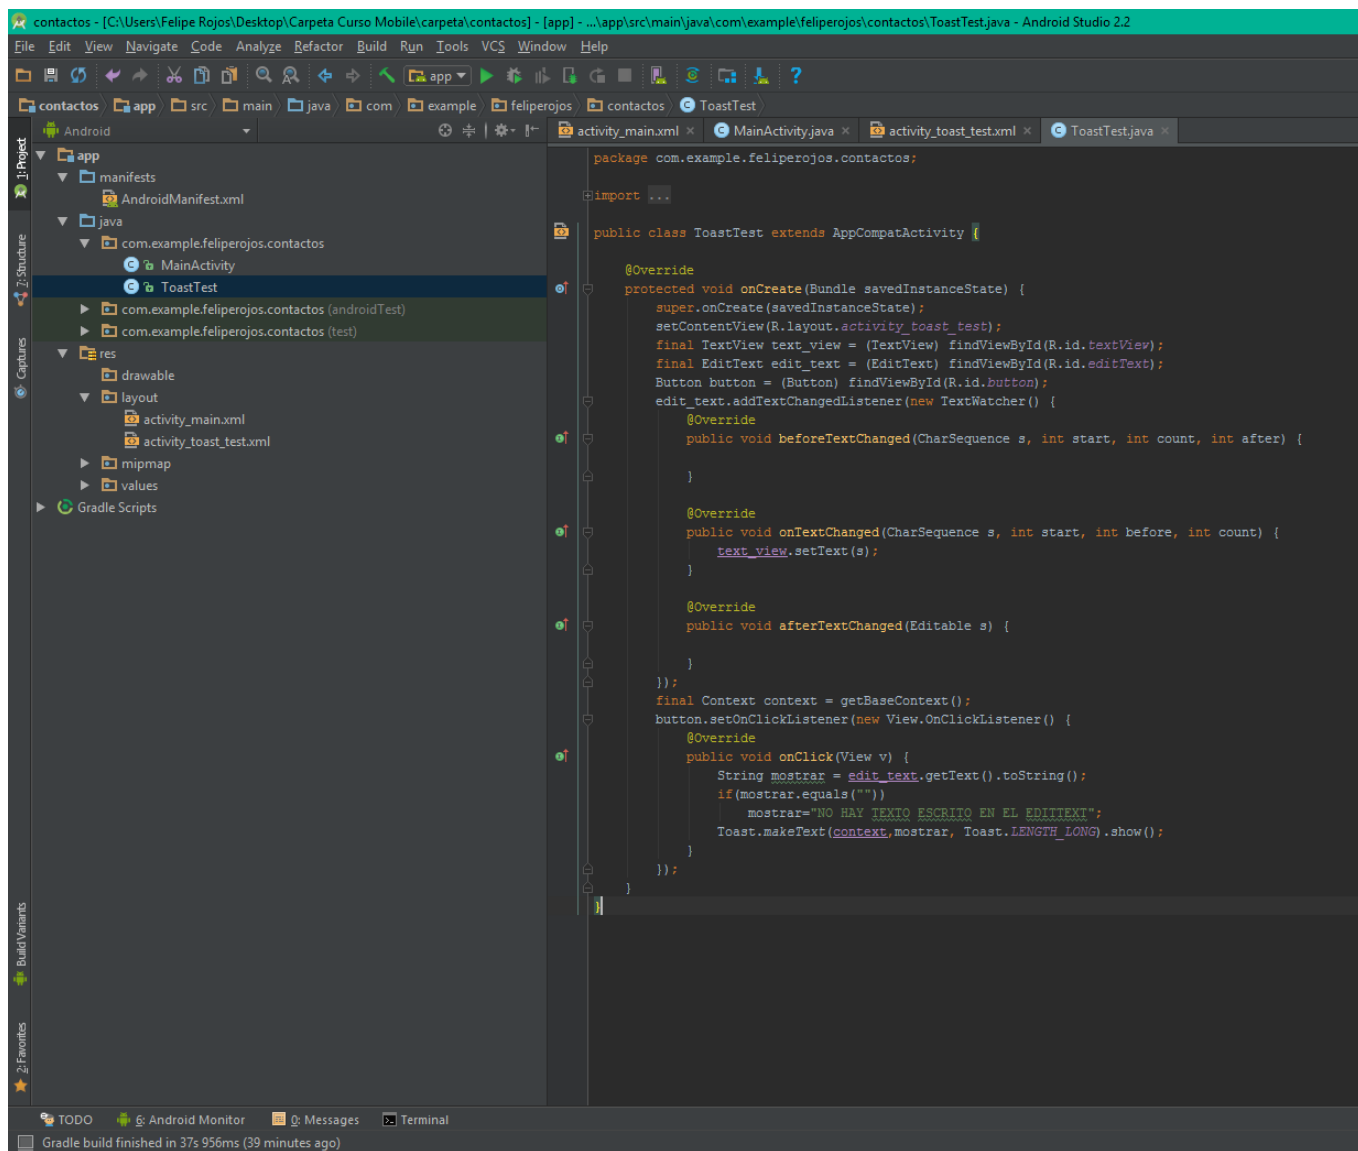 contactos - [C:\Users\Felipe Rojos\Desktop\Carpeta Curso Mobile\carpeta\contactos] - [app] - ...\app\src\main\java\com\example\feliperojos\contactos\ToastTest.java - Android Studio 2.2
File Edit View Navigate Code Analyze Refactor Build Run Tools VCS Window Help
app
contactos app src main java com example feliperojos contactos ToastTest
Android
activity_main.xml × MainActivity.java × activity_toast_test.xml × ToastTest.java ×
1: Project
7: Structure
Captures
Build Variants
2: Favorites
app
manifests
AndroidManifest.xml
java
com.example.feliperojos.contactos
MainActivity
ToastTest
com.example.feliperojos.contactos (androidTest)
com.example.feliperojos.contactos (test)
res
drawable
layout
activity_main.xml
activity_toast_test.xml
mipmap
values
Gradle Scripts
package com.example.feliperojos.contactos;
import ...
public class ToastTest extends AppCompatActivity {
@Override
protected void onCreate(Bundle savedInstanceState) {
super.onCreate(savedInstanceState);
setContentView(R.layout.activity_toast_test);
final TextView text_view = (TextView) findViewById(R.id.textView);
final EditText edit_text = (EditText) findViewById(R.id.editText);
Button button = (Button) findViewById(R.id.button);
edit_text.addTextChangedListener(new TextWatcher() {
@Override
public void beforeTextChanged(CharSequence s, int start, int count, int after) {
}
@Override
public void onTextChanged(CharSequence s, int start, int before, int count) {
text_view.setText(s);
}
@Override
public void afterTextChanged(Editable s) {
}
});
final Context context = getBaseContext();
button.setOnClickListener(new View.OnClickListener() {
@Override
public void onClick(View v) {
String mostrar = edit_text.getText().toString();
if(mostrar.equals(""))
mostrar="NO HAY TEXTO ESCRITO EN EL EDITTEXT";
Toast.makeText(context,mostrar, Toast.LENGTH_LONG).show();
}
});
}
}
TODO 6: Android Monitor 0: Messages Terminal
Gradle build finished in 37s 956ms (39 minutes ago)